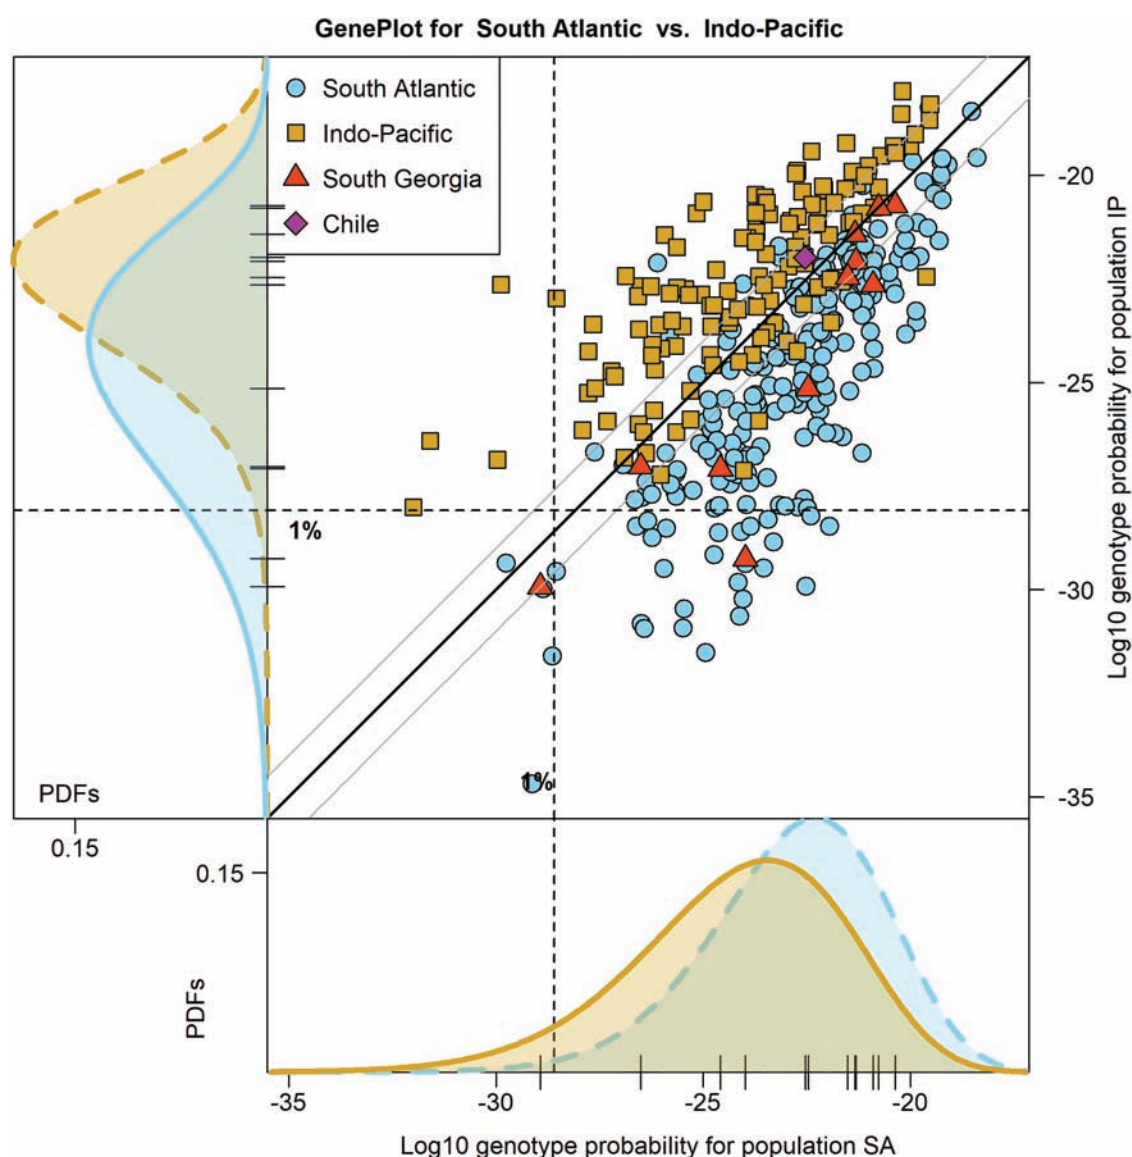 GenePlot for South Atlantic vs. Indo-Pacific
South Atlantic
Indo-Pacific
South Georgia
Chile
-20
-25
-30
-35
Log10 genotype probability for population IP
1%
1%
PDFs
0.15
0.15
PDFs
-35
-30
-25
-20
Log10 genotype probability for population SA